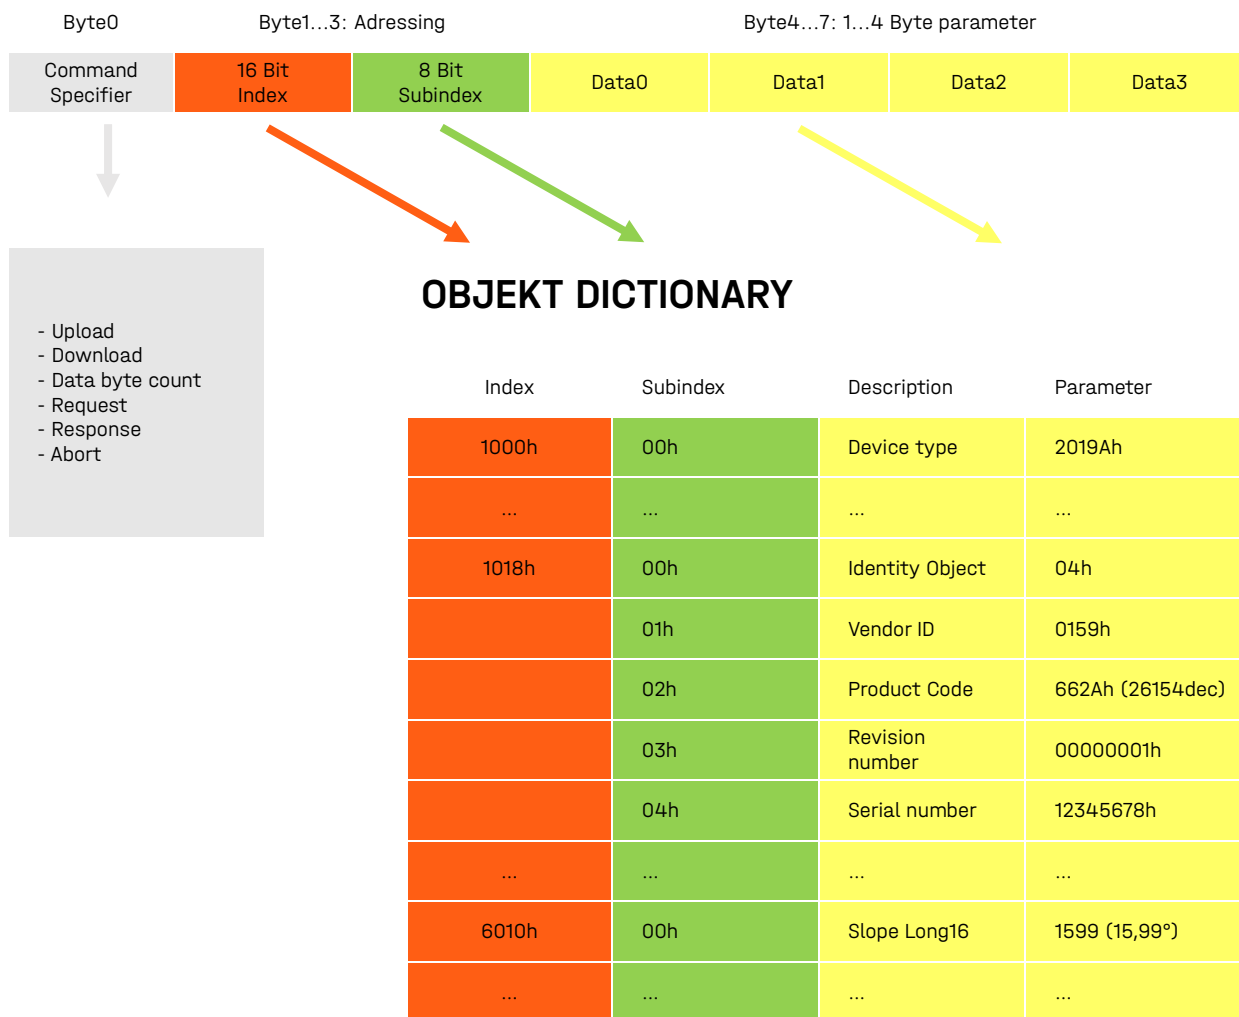 Byte0
Byte1...3: Adressing
Byte4...7: 1...4 Byte parameter
Command
Specifier
16 Bit
Index
8 Bit
Subindex
Data0
Data1
Data2
Data3
- Upload
- Download
- Data byte count
- Request
- Response
- Abort
OBJEKT DICTIONARY
Index
Subindex
Description
Parameter
1000h
00h
Device type
2019Ah
...
...
...
...
1018h
00h
Identity Object
04h
01h
Vendor ID
0159h
02h
Product Code
662Ah (26154dec)
03h
Revision
number
00000001h
04h
Serial number
12345678h
...
...
...
...
6010h
00h
Slope Long16
1599 (15,99°)
...
...
...
...